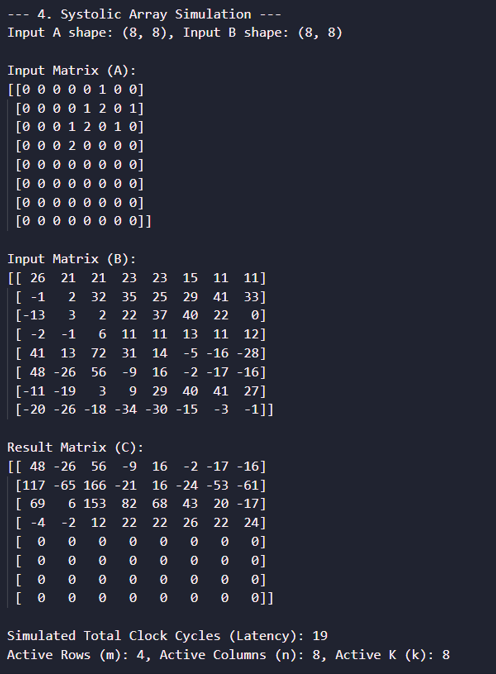 --- 4. Systolic Array Simulation ---
Input A shape: (8, 8), Input B shape: (8, 8)

Input Matrix (A):
[[0 0 0 0 0 1 0 0]
 [0 0 0 0 1 2 0 1]
 [0 0 0 1 2 0 1 0]
 [0 0 0 2 0 0 0 0]
 [0 0 0 0 0 0 0 0]
 [0 0 0 0 0 0 0 0]
 [0 0 0 0 0 0 0 0]
 [0 0 0 0 0 0 0 0]]

Input Matrix (B):
[[ 26  21  21  23  23  15  11  11]
 [ -1   2  32  35  25  29  41  33]
 [-13   3   2  22  37  40  22   0]
 [ -2  -1   6  11  11  13  11  12]
 [ 41  13  72  31  14  -5 -16 -28]
 [ 48 -26  56  -9  16  -2 -17 -16]
 [-11 -19   3   9  29  40  41  27]
 [-20 -26 -18 -34 -30 -15  -3  -1]]

Result Matrix (C):
[[ 48 -26  56  -9  16  -2 -17 -16]
 [117 -65 166 -21  16 -24 -53 -61]
 [ 69   6 153  82  68  43  20 -17]
 [ -4  -2  12  22  22  26  22  24]
 [  0   0   0   0   0   0   0   0]
 [  0   0   0   0   0   0   0   0]
 [  0   0   0   0   0   0   0   0]
 [  0   0   0   0   0   0   0   0]]

Simulated Total Clock Cycles (Latency): 19
Active Rows (m): 4, Active Columns (n): 8, Active K (k): 8